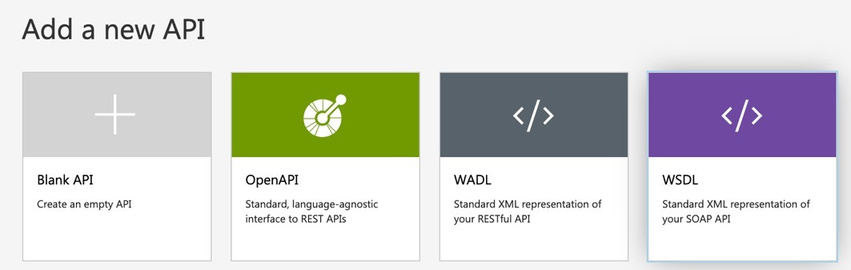 Add a new API
Blank API
Create an empty API
OpenAPI
Standard, language-agnostic
interface to REST APIs
WADL
Standard XML representation of
your RESTful API
WSDL
Standard XML representation of
your SOAP API